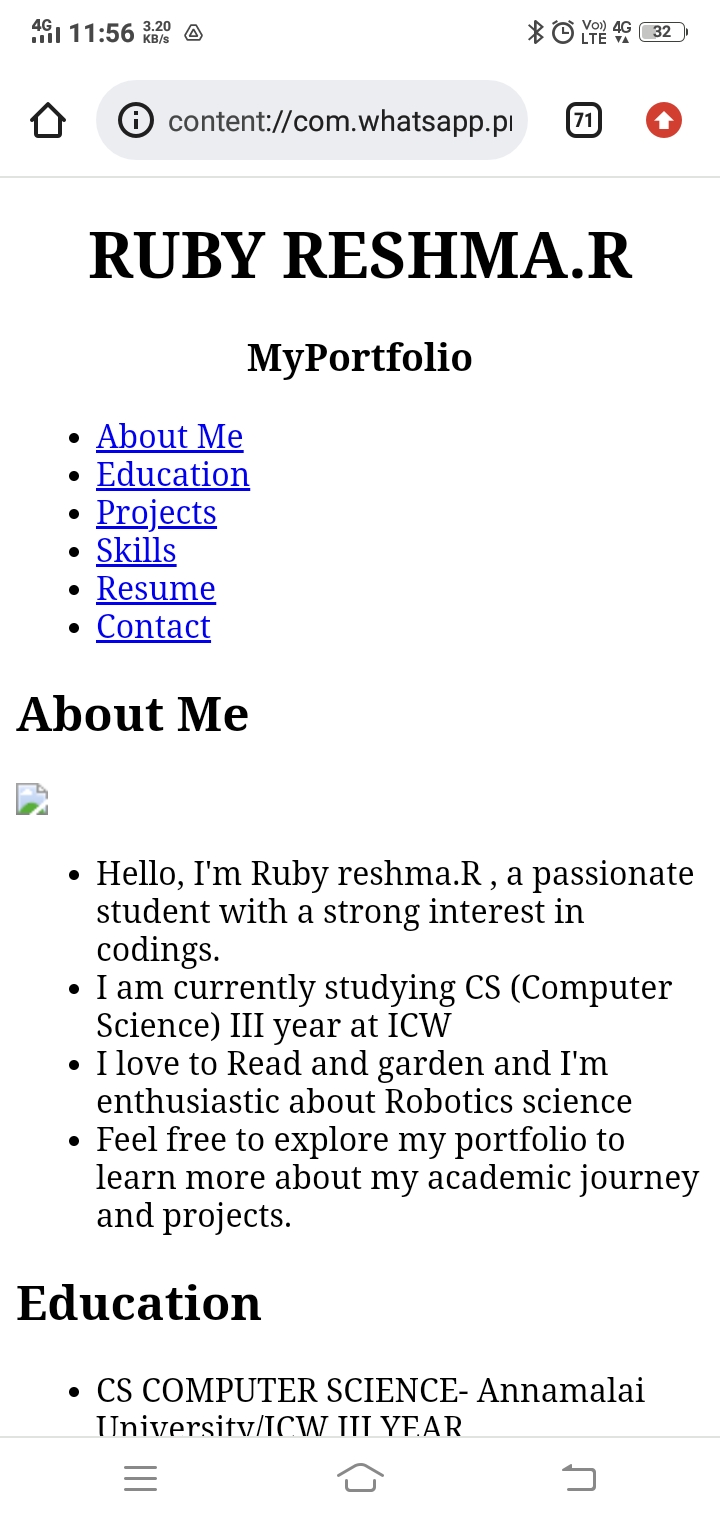 4G 11:56 3.20 KB/s Vo)) LTE 4G 32
content://com.whatsapp.pr 71
RUBY RESHMA.R
MyPortfolio
About Me
Education
Projects
Skills
Resume
Contact
About Me
Hello, I'm Ruby reshma.R , a passionate
student with a strong interest in
codings.
I am currently studying CS (Computer
Science) III year at ICW
I love to Read and garden and I'm
enthusiastic about Robotics science
Feel free to explore my portfolio to
learn more about my academic journey
and projects.
Education
CS COMPUTER SCIENCE- Annamalai
University/ICW III YEAR